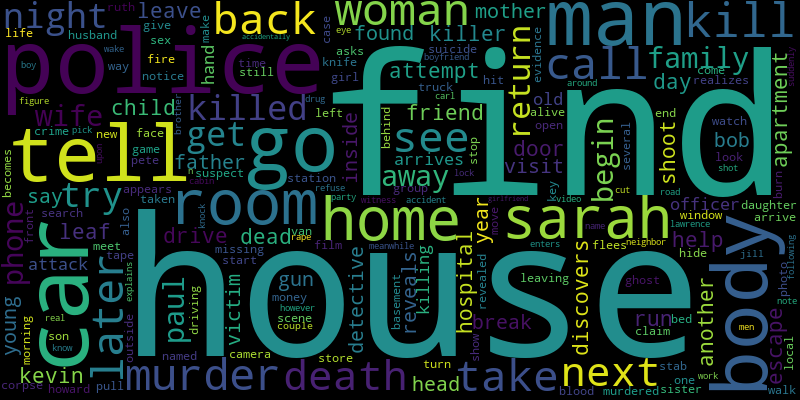 night leave back woman mother man kill
life husband give found killer
ruth make case
sex hand asks suicide call family
boy way fire still eye knife
wake accidentally boyfriend
police notice time girl attempt hit return evidence day come realizes
figure child killed drug truck carl
wife face left friend old alive around apartment
crime pick new brother behind open shoot end watch
tell game get go see find
becomes pete father inside stop door begin several bob look suddenly
upon suspect station arrives visit shot
say try appears cabin refuse away lock key cut road burn
phone taken room party group video officer daughter
search knock witness accident girlfriend window arrive
front leaf also home sarah name lawrence
drive dead van rape film move year neighbor help
meet missing meanwhile enters flees hide jill
attack tape explains start hospital discovers ghost photo following
young car later paul victim gun detective reveals killing leaving body
driving money basement revealed another run bed note
real outside however scene break claim
morning son know named couple show men
camera store turn stab escape local
kevin murder death head take next one work
corpse howard pull blood murdered sister walk
house